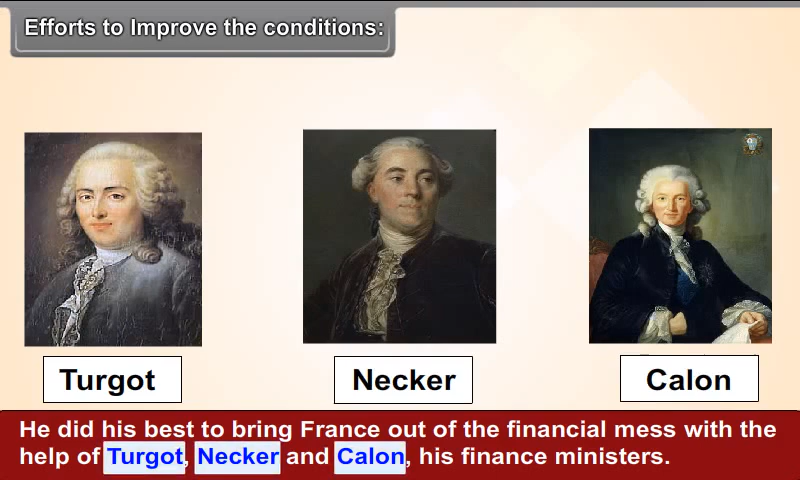 Efforts to Improve the conditions:
Turgot
Necker
Calon
He did his best to bring France out of the financial mess with the
help of Turgot, Necker and Calon, his finance ministers.